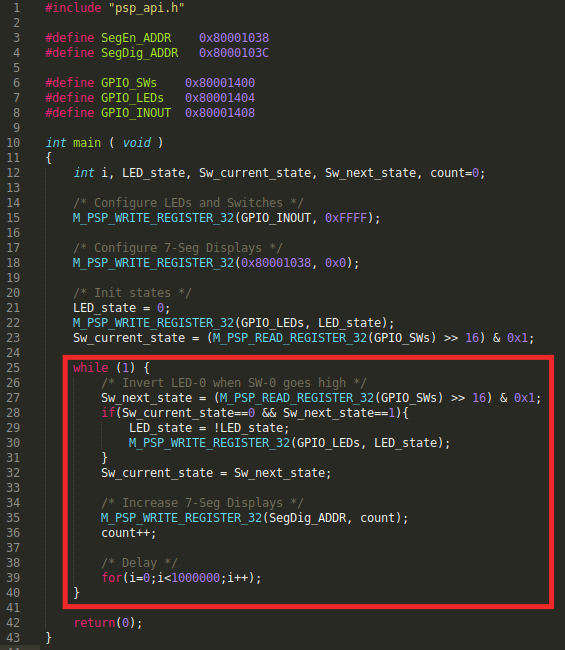 1 #include "psp_api.h"
2
3 #define SegEn_ADDR    0x80001038
4 #define SegDig_ADDR   0x8000103C
5
6 #define GPIO_SWs    0x80001400
7 #define GPIO_LEDs  0x80001404
8 #define GPIO_INOUT  0x80001408
9
10 int main ( void )
11 {
12     int i, LED_state, Sw_current_state, Sw_next_state, count=0;
13
14     /* Configure LEDs and Switches */
15     M_PSP_WRITE_REGISTER_32(GPIO_INOUT, 0xFFFF);
16
17     /* Configure 7-Seg Displays */
18     M_PSP_WRITE_REGISTER_32(0x80001038, 0x0);
19
20     /* Init states */
21     LED_state = 0;
22     M_PSP_WRITE_REGISTER_32(GPIO_LEDs, LED_state);
23     Sw_current_state = (M_PSP_READ_REGISTER_32(GPIO_SWs) >> 16) & 0x1;
24
25     while (1) {
26         /* Invert LED-0 when SW-0 goes high */
27         Sw_next_state = (M_PSP_READ_REGISTER_32(GPIO_SWs) >> 16) & 0x1;
28         if(Sw_current_state==0 && Sw_next_state==1){
29             LED_state = !LED_state;
30             M_PSP_WRITE_REGISTER_32(GPIO_LEDs, LED_state);
31         }
32         Sw_current_state = Sw_next_state;
33
34         /* Increase 7-Seg Displays */
35         M_PSP_WRITE_REGISTER_32(SegDig_ADDR, count);
36         count++;
37
38         /* Delay */
39         for(i=0;i<1000000;i++);
40     }
41
42     return(0);
43 }